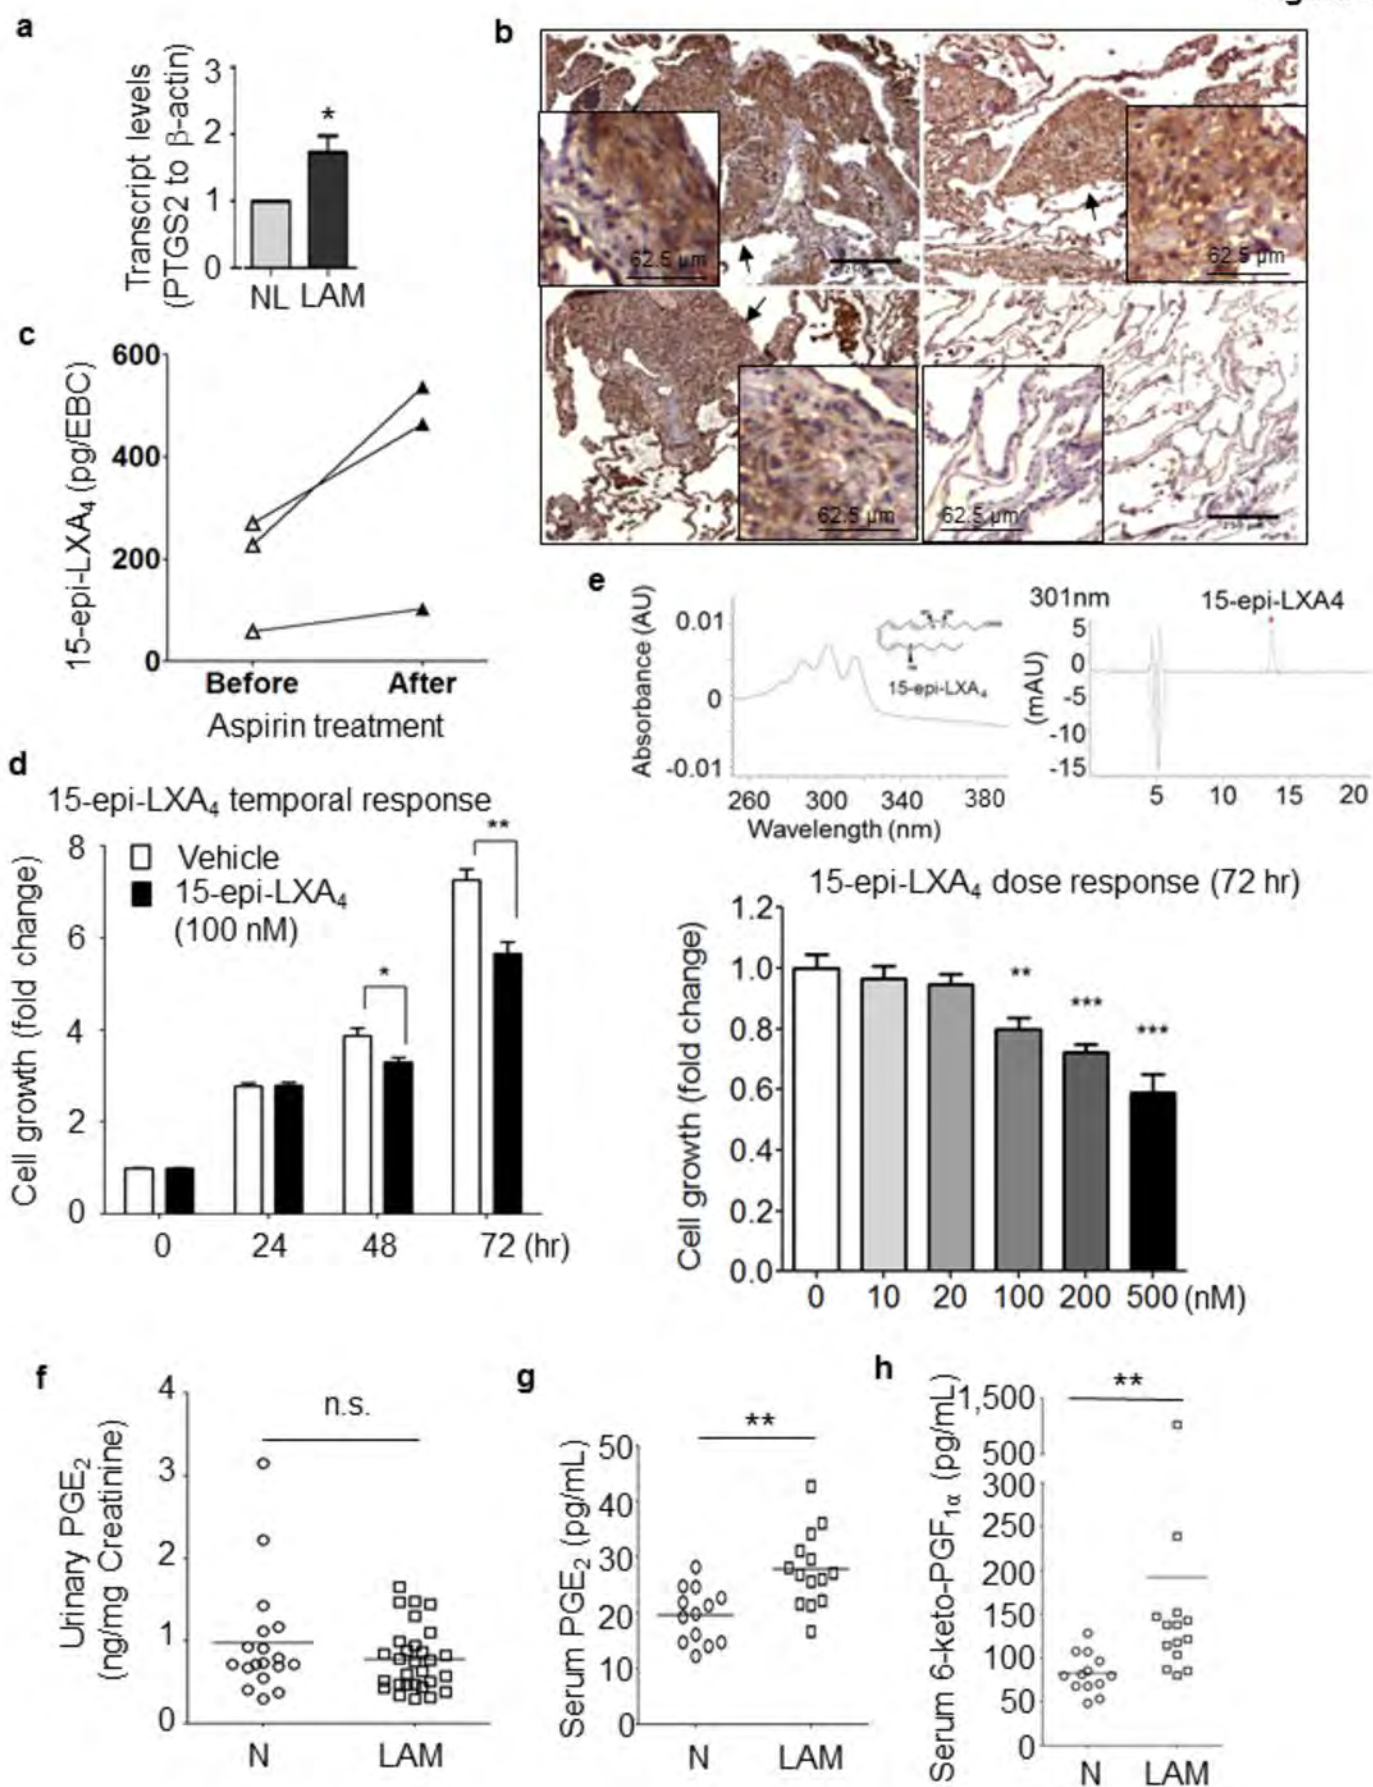 a
Transcript levels
(PTGS2 to β-actin)
3
2
1
0
*
NL LAM
b
62.5 µm
62.5 µm
62.5 µm
62.5 µm
c
15-epi-LXA4 (pg/EBC)
600
400
200
0
Before After
Aspirin treatment
e
Absorbance (AU)
0.01
0
-0.01
15-epi-LXA4
260 300 340 380
Wavelength (nm)
301nm
15-epi-LXA4
(mAU)
5
0
-5
-10
-15
5 10 15 20
d
15-epi-LXA4 temporal response
Cell growth (fold change)
8
6
4
2
0
Vehicle
15-epi-LXA4
(100 nM)
*
**
0 24 48 72 (hr)
15-epi-LXA4 dose response (72 hr)
Cell growth (fold change)
1.2
1.0
0.8
0.6
0.4
0.2
0.0
**
***
***
0 10 20 100 200 500 (nM)
f
Urinary PGE2
(ng/mg Creatinine)
4
3
2
1
0
n.s.
N LAM
g
Serum PGE2 (pg/mL)
50
40
30
20
10
0
**
N LAM
h
Serum 6-keto-PGF1α (pg/mL)
1,500
500
300
250
200
150
100
50
0
**
N LAM